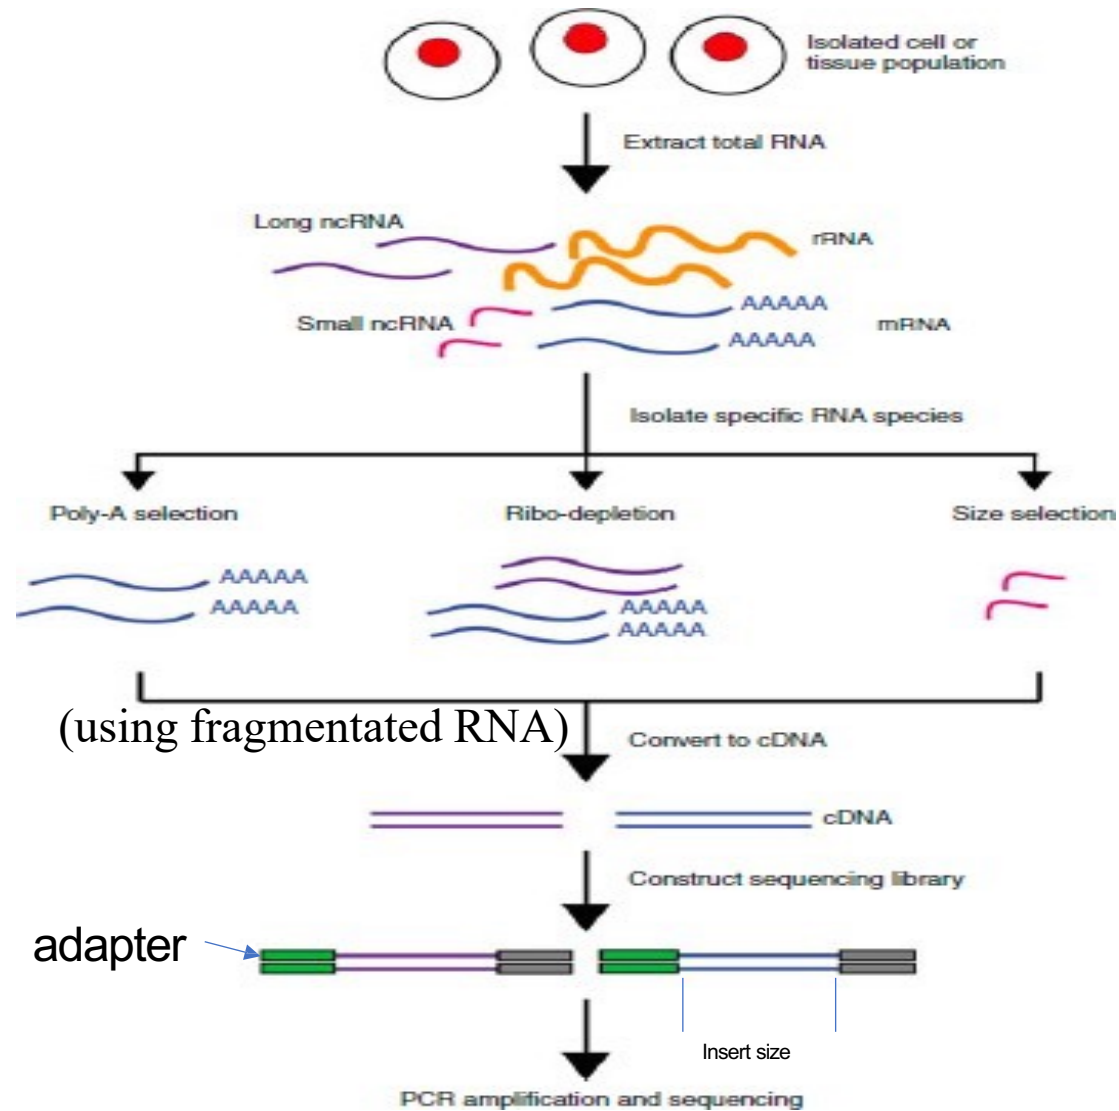 Isolated cell or
tissue population
Extract total RNA
Long ncRNA
rRNA
AAAAA
Small ncRNA
mRNA
AAAAA
Isolate specific RNA species
Poly-A selection
Ribo-depletion
Size selection
AAAAA
AAAAA
AAAAA
AAAAA
(using fragmentated RNA)
Convert to cDNA
cDNA
Construct sequencing library
adapter
Insert size
PCR amplification and sequencing